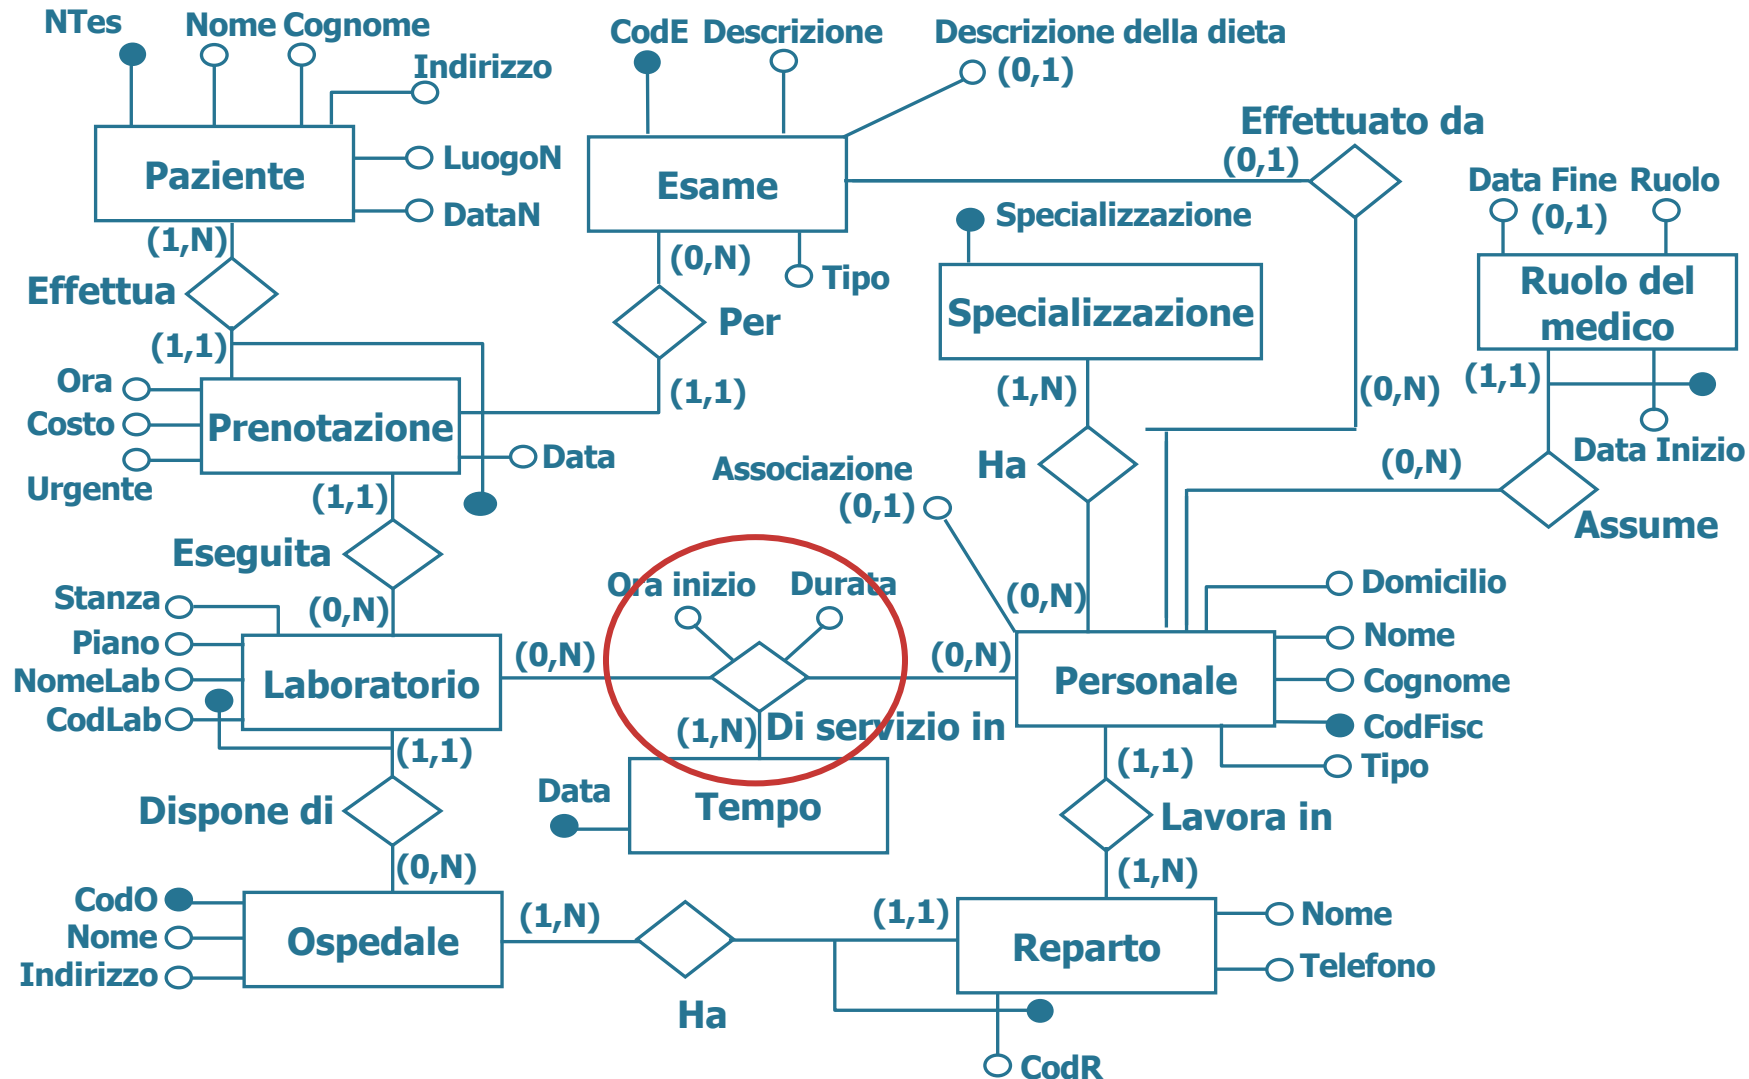 NTes
Nome Cognome
Indirizzo
Paziente
LuogoN
DataN
(1,N)
Effettua
(1,1)
CodE Descrizione
Descrizione della dieta
(0,1)
Esame
(0,N)
Tipo
Per
(1,1)
Effettuato da
(0,1)
(0,N)
Specializzazione
Specializzazione
(1,N)
Ha
(0,N)
Data Fine Ruolo
(0,1)
Ruolo del
medico
(1,1)
Data Inizio
(0,N)
Assume
Ora
Costo
Urgente
Prenotazione
Data
(1,1)
Eseguita
(0,N)
Stanza
Piano
NomeLab
CodLab
Laboratorio
(0,N)
(1,1)
Dispone di
(0,N)
Ora inizio
Durata
(0,N)
(1,N)
Di servizio in
Data
Tempo
Associazione
(0,1)
Personale
Domicilio
Nome
Cognome
CodFisc
Tipo
(1,1)
Lavora in
(1,N)
CodO
Nome
Indirizzo
Ospedale
(1,N)
Ha
(1,1)
Reparto
Nome
Telefono
CodR